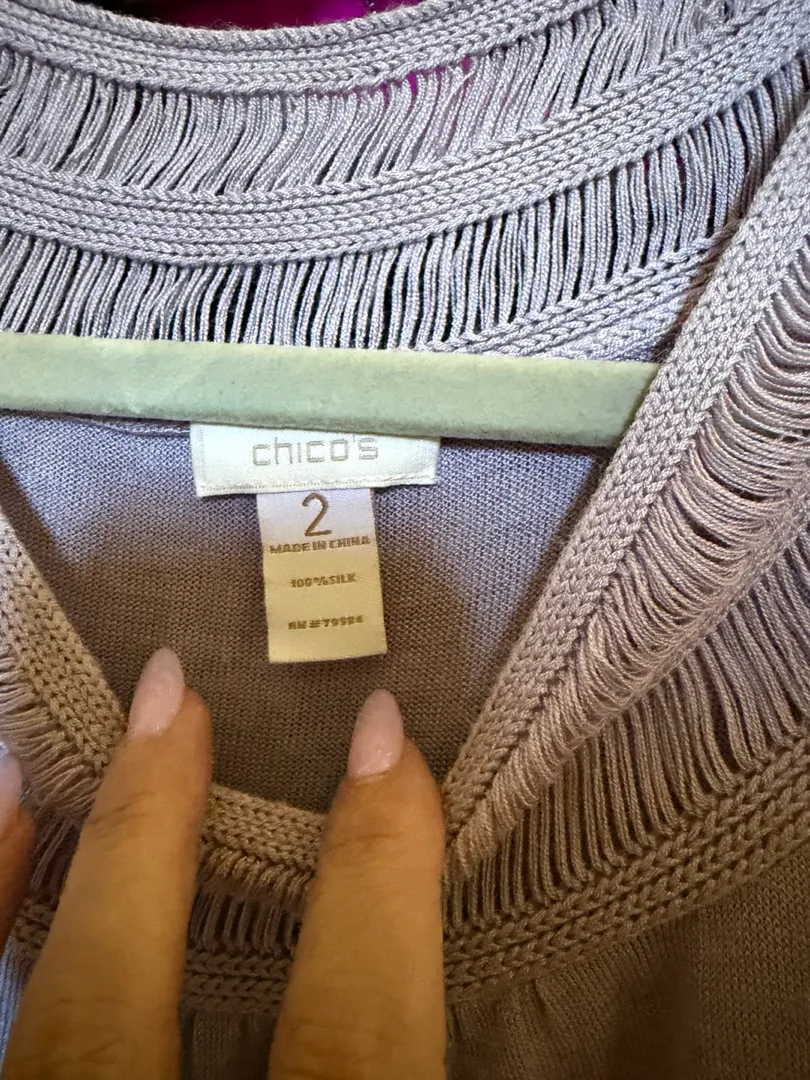 chico's
2
MADE IN CHINA
100% SILK
RN #79984